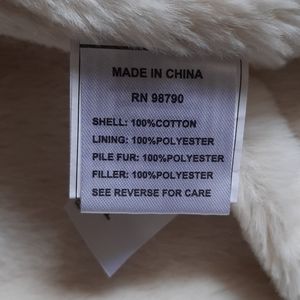 MADE IN CHINA
RN 98790
SHELL: 100%COTTON
LINING: 100%POLYESTER
PILE FUR: 100%POLYESTER
FILLER: 100%POLYESTER
SEE REVERSE FOR CARE